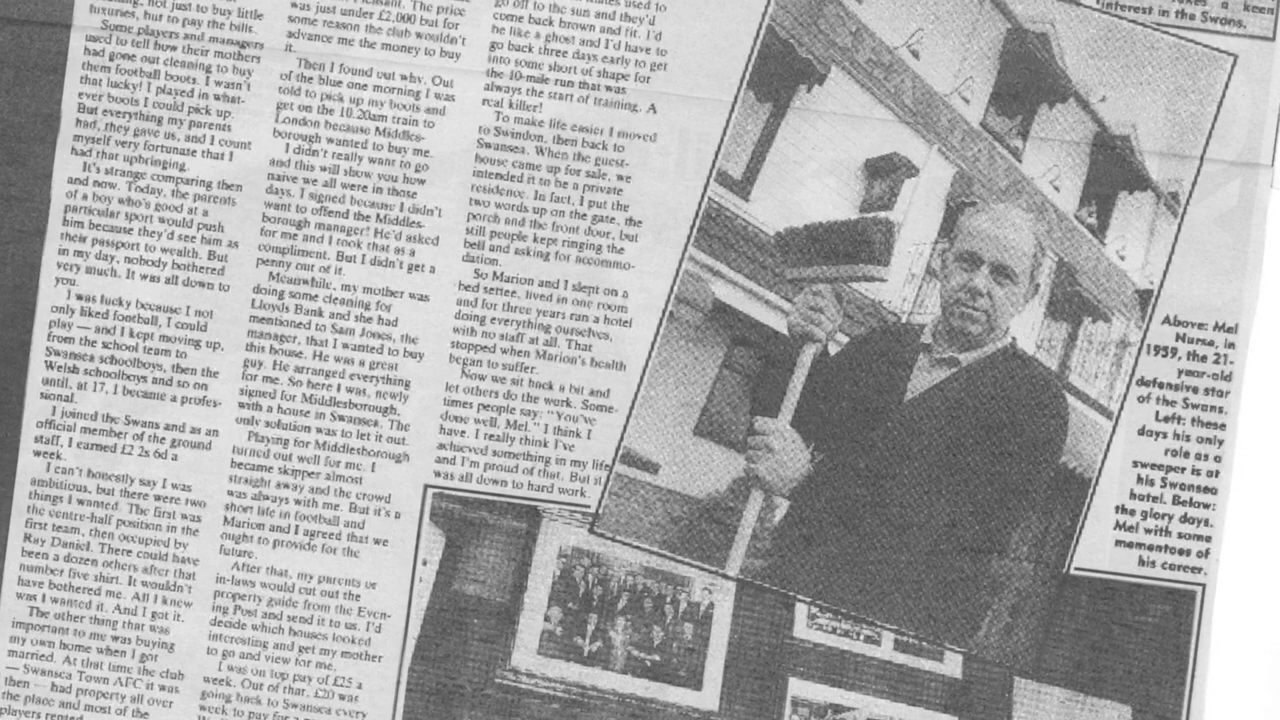 not just to buy little
luxuries, but to pay the bills.
Some players and managers
used to tell how their mothers
had gone out cleaning to buy
them football boots. I wasn't
that lucky! I played in what-
ever boots I could pick up.
But everything my parents
had, they gave us, and I count
myself very fortunate that I
had that upbringing.
It's strange comparing then
and now. Today, the parents
of a boy who's good at a
particular sport would push
him because they'd see him as
their passport to wealth. But
in my day, nobody bothered
very much. It was all down to
you.
I was lucky because I not
only liked football, I could
play — and I kept moving up,
from the school team to
Swansea schoolboys, then the
Welsh schoolboys and so on
until, at 17, I became a profes-
sional.
I joined the Swans and as an
official member of the ground
staff, I earned £2 2s 6d a
week.
I can't honestly say I was
ambitious, but there were two
things I wanted. The first was
the centre-half position in the
first team, then occupied by
Ray Daniel. There could have
been a dozen others after that
number five shirt. It wouldn't
have bothered me. All I knew
was I wanted it. And I got it.
The other thing that was
important to me was buying
my own home when I got
married. At that time the club
— Swansea Town AFC it was
then — had property all over
the place and most of the
players rented
The price
was just under £2,000 but for
some reason the club wouldn't
advance me the money to buy
it.
Then I found out why. Out
of the blue one morning I was
told to pick up my boots and
get on the 10.20am train to
London because Middles-
borough wanted to buy me.
I didn't really want to go
and this will show you how
naive we all were in those
days. I signed because I didn't
want to offend the Middles-
borough manager! He'd asked
for me and I took that as a
compliment. But I didn't get a
penny out of it.
Meanwhile, my mother was
doing some cleaning for
Lloyds Bank and she had
mentioned to Sam Jones, the
manager, that I wanted to buy
this house. He was a great
guy. He arranged everything
for me. So here I was, newly
signed for Middlesborough,
with a house in Swansea. The
only solution was to let it out.
Playing for Middlesborough
turned out well for me. I
became skipper almost
straight away and the crowd
was always with me. But it's a
short life in football and
Marion and I agreed that we
ought to provide for the
future.
After that, my parents or
in-laws would cut out the
property guide from the Even-
ing Post and send it to us. I'd
decide which houses looked
interesting and get my mother
to go and view for me.
I was on top pay of £25 a
week. Out of that, £20 was
going back to Swansea every
week to pay for a
used to
go off to the sun and they'd
come back brown and fit. I'd
be like a ghost and I'd have to
go back three days early to get
into some short of shape for
the 10-mile run that was
always the start of training. A
real killer!
To make life easier I moved
to Swindon, then back to
Swansea. When the guest-
house came up for sale, we
intended it to be a private
residence. In fact, I put the
two words up on the gate, the
porch and the front door, but
still people kept ringing the
bell and asking for accommo-
dation.
So Marion and I slept on a
bed settee, lived in one room
and for three years ran a hotel
doing everything ourselves,
with no staff at all. That
stopped when Marion's health
began to suffer.
Now we sit back a bit and
let others do the work. Some-
times people say: "You've
done well, Mel." I think I
have. I really think I've
achieved something in my life
and I'm proud of that. But it
was all down to hard work.
a keen
interest in the Swans.
Above: Mel
Nurse, in
1959, the 21-
year-old
defensive star
of the Swans.
Left: these
days his only
role as a
sweeper is at
his Swansea
hotel. Below:
the glory days.
Mel with some
mementoes of
his career.